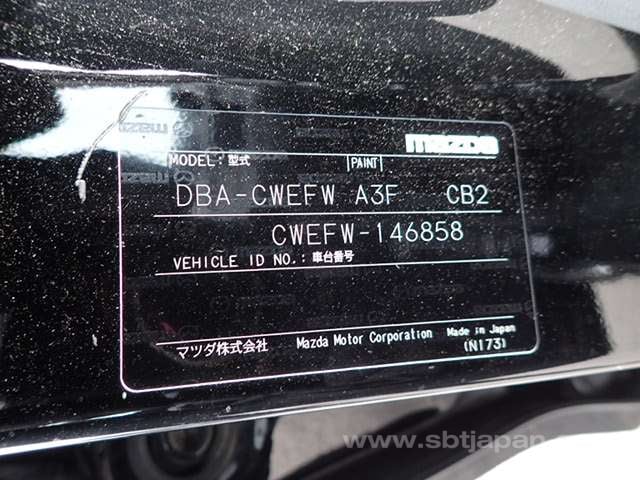 mazda
MODEL: 型式 PAINT
DBA-CWEFW A3F CB2
CWEFW-146858
VEHICLE ID NO.: 車台番号
マツダ株式会社 Mazda Motor Corporation Made in Japan
(N173)
www.sbtjapan.